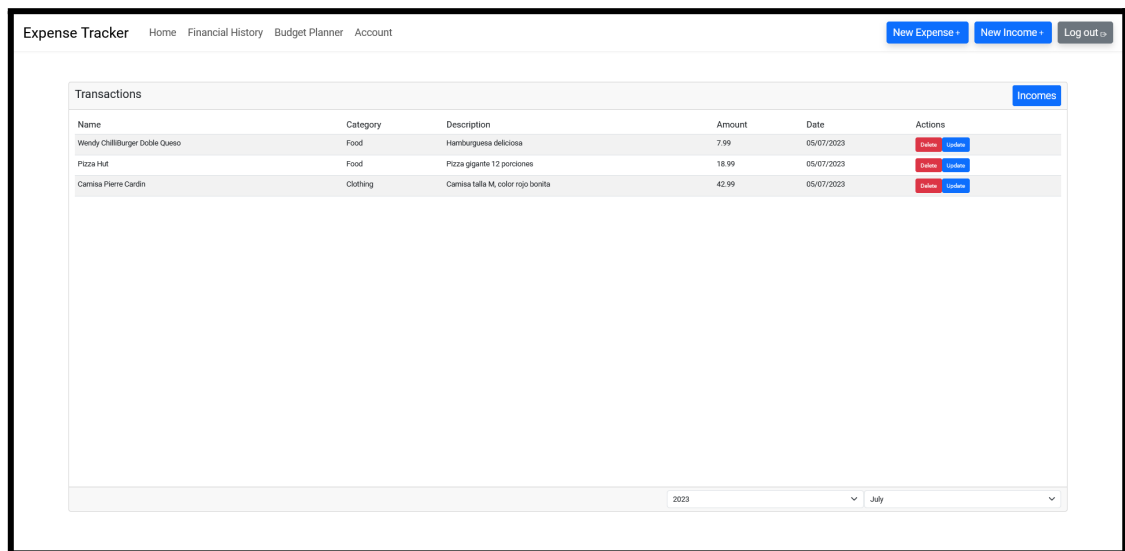 Expense Tracker Home Financial History Budget Planner Account New Expense + New Income + Log out
Transactions Incomes
Name Category Description Amount Date Actions
Wendy ChilliBurger Doble Queso Food Hamburguesa deliciosa 7.99 05/07/2023 Delete Update
Pizza Hut Food Pizza gigante 12 porciones 18.99 05/07/2023 Delete Update
Camisa Pierre Cardin Clothing Camisa talla M, color rojo bonita 42.99 05/07/2023 Delete Update
2023 July